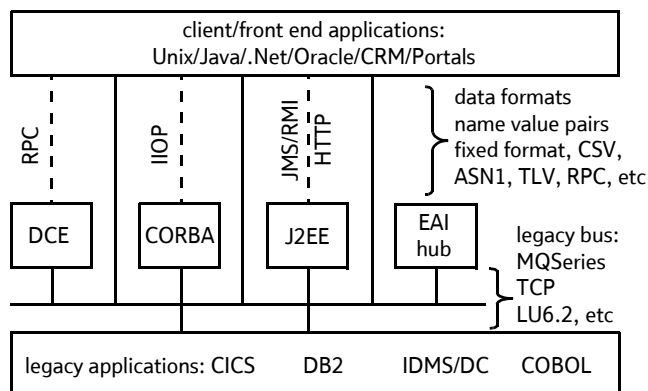 client/front end applications:
Unix/Java/.Net/Oracle/CRM/Portals
RPC
IIOP
JMS/RMI
HTTP
data formats
name value pairs
fixed format, CSV,
ASN1, TLV, RPC, etc
DCE
CORBA
J2EE
EAI
hub
legacy bus:
MQSeries
TCP
LU6.2, etc
legacy applications: CICS DB2 IDMS/DC COBOL